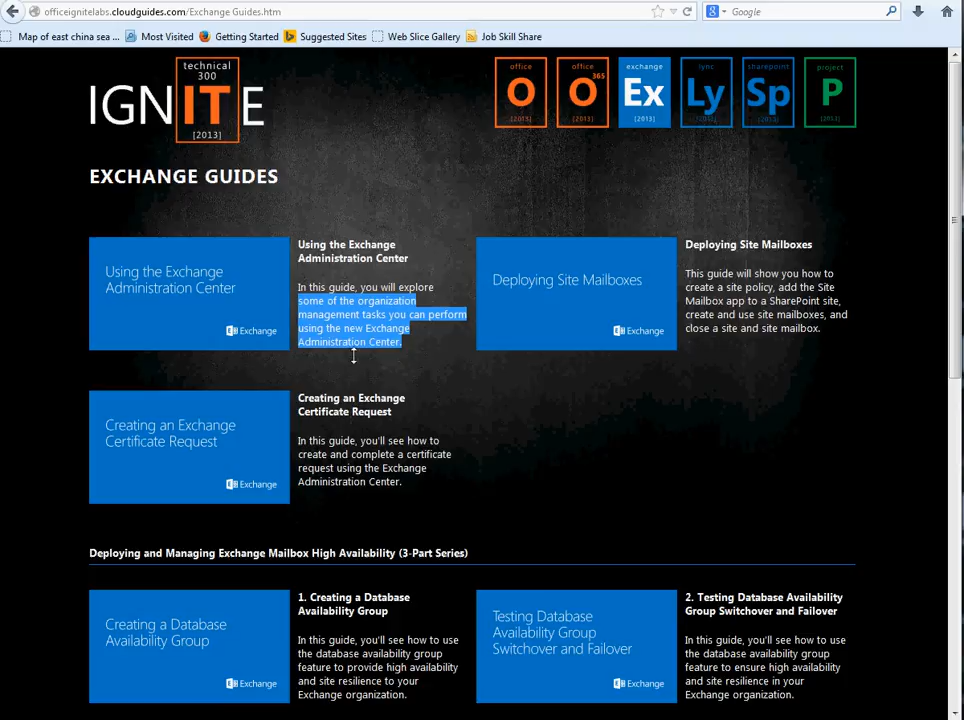 officeignitelabs.cloudguides.com/Exchange Guides.htm
Google
Map of east china sea ...
Most Visited
Getting Started
Suggested Sites
Web Slice Gallery
Job Skill Share
technical
300
IGNITE
[2013]
office
O
[2013]
office
365
O
[2013]
exchange
Ex
[2013]
lync
Ly
[2013]
sharepoint
Sp
[2013]
project
P
[2013]
EXCHANGE GUIDES
Using the Exchange
Administration Center
Exchange
Using the Exchange
Administration Center
In this guide, you will explore
some of the organization
management tasks you can perform
using the new Exchange
Administration Center.
Deploying Site Mailboxes
Exchange
Deploying Site Mailboxes
This guide will show you how to
create a site policy, add the Site
Mailbox app to a SharePoint site,
create and use site mailboxes, and
close a site and site mailbox.
Creating an Exchange
Certificate Request
Exchange
Creating an Exchange
Certificate Request
In this guide, you'll see how to
create and complete a certificate
request using the Exchange
Administration Center.
Deploying and Managing Exchange Mailbox High Availability (3-Part Series)
Creating a Database
Availability Group
Exchange
1. Creating a Database
Availability Group
In this guide, you'll see how to use
the database availability group
feature to provide high availability
and site resilience to your
Exchange organization.
Testing Database
Availability Group
Switchover and Failover
Exchange
2. Testing Database Availability
Group Switchover and Failover
In this guide, you'll see how to use
the database availability group
feature to ensure high availability
and site resilience in your
Exchange organization.